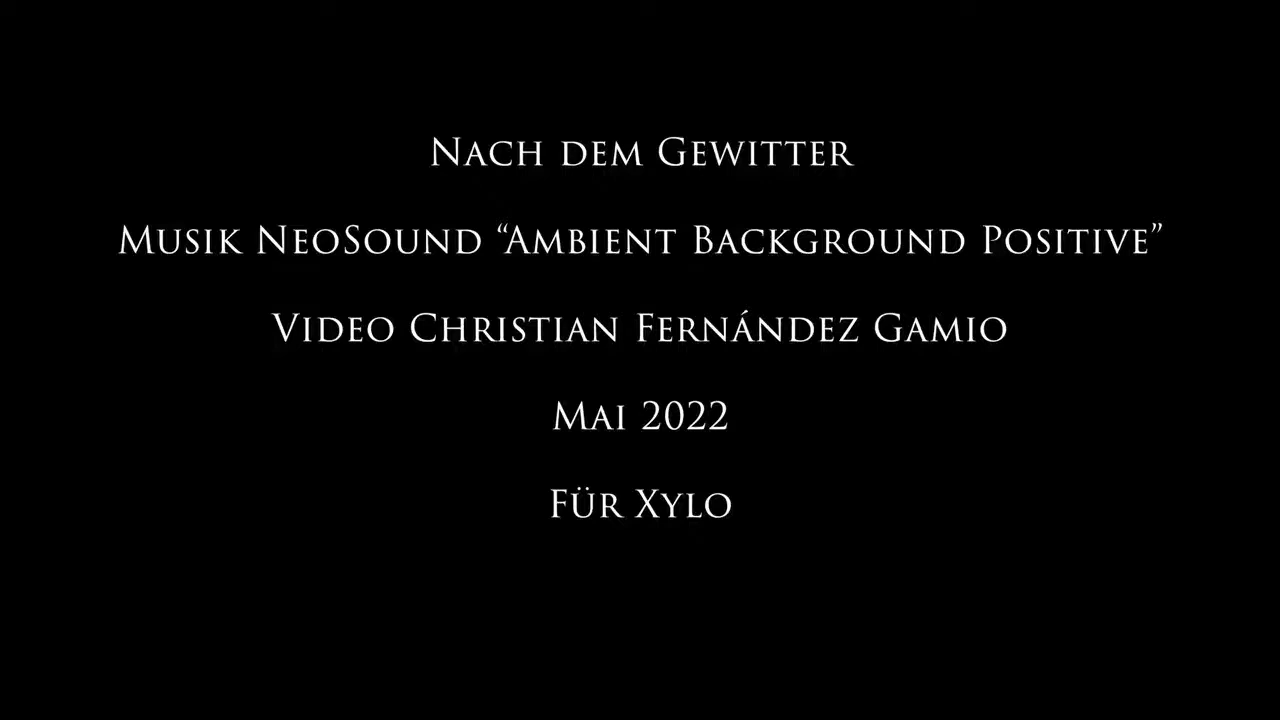 Nach dem Gewitter
Musik NeoSound “Ambient Background Positive”
Video Christian Fernández Gamio
Mai 2022
Für Xylo